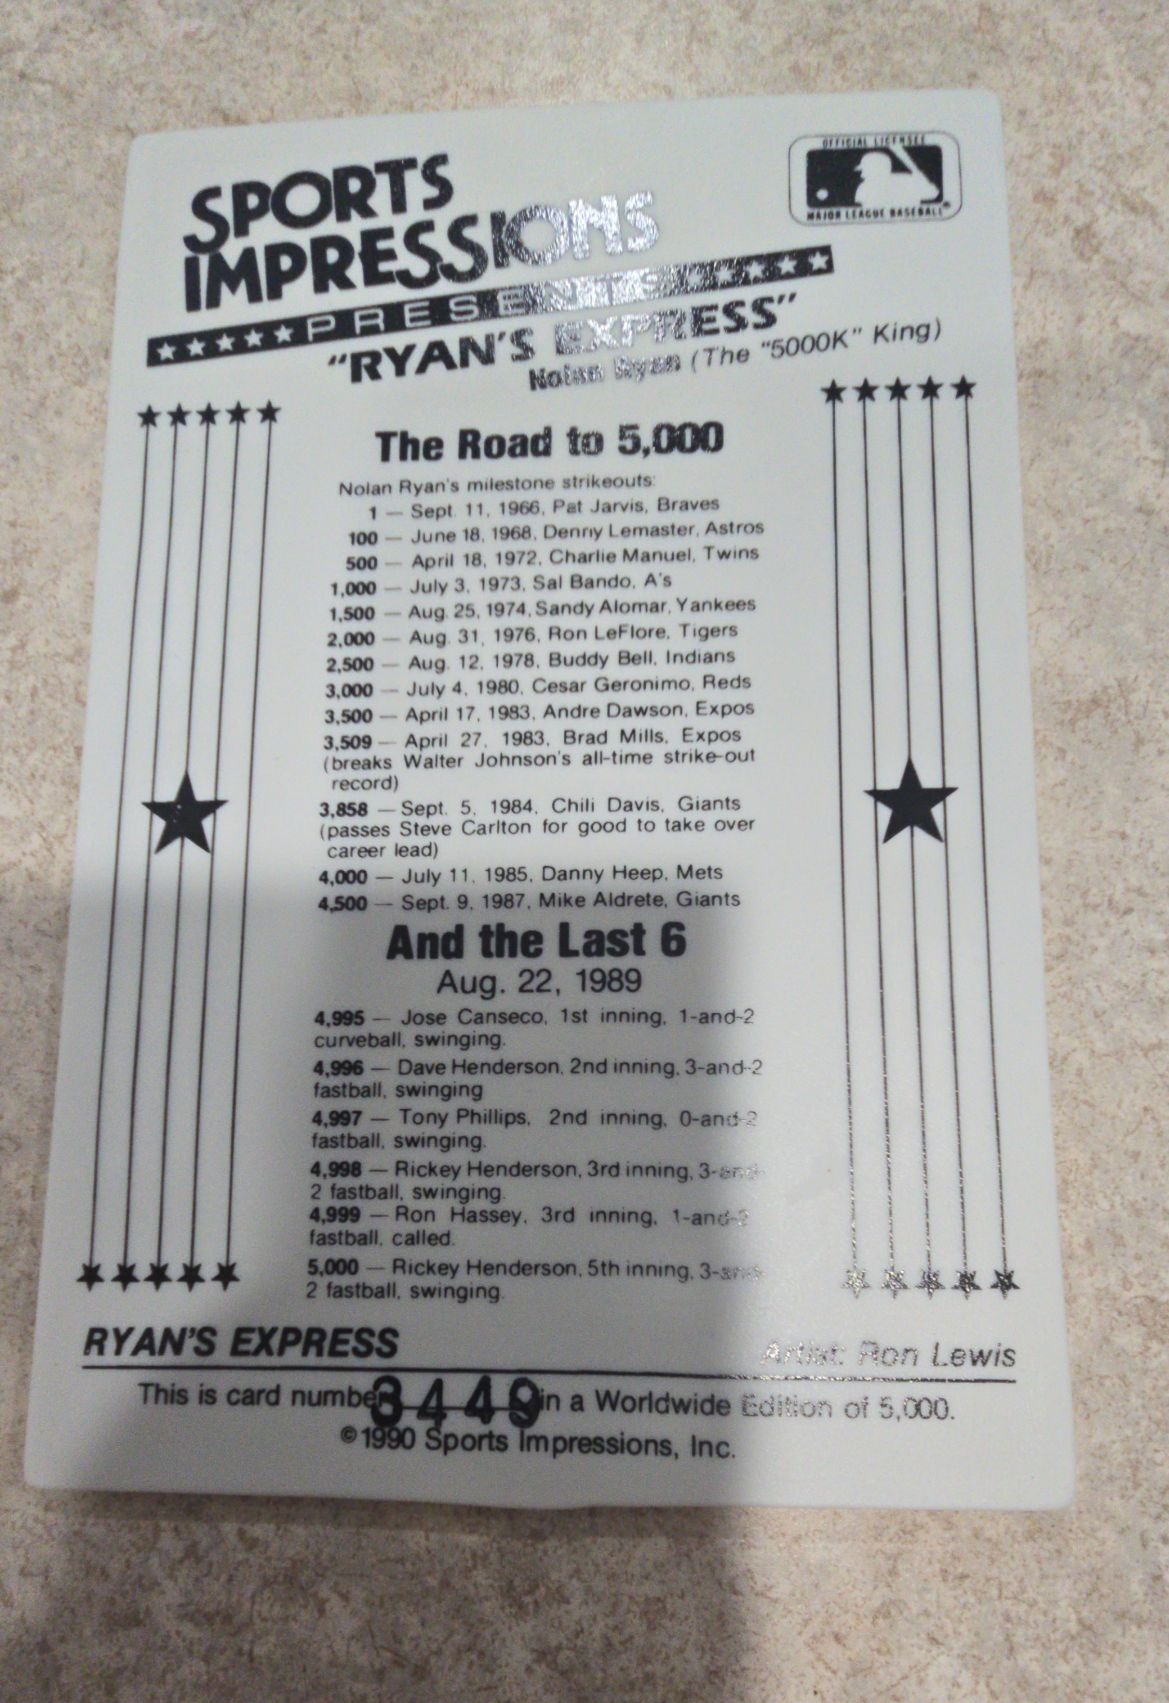 OFFICIAL LICENSEE
MAJOR LEAGUE BASEBALL
SPORTS
IMPRESSIONS
PRESENTS
"RYAN'S EXPRESS"
Nolan Ryan (The "5000K" King)
The Road to 5,000
Nolan Ryan's milestone strikeouts:
1 — Sept. 11, 1966, Pat Jarvis, Braves
100 — June 18, 1968, Denny Lemaster, Astros
500 — April 18, 1972, Charlie Manuel, Twins
1,000 — July 3, 1973, Sal Bando, A's
1,500 — Aug. 25, 1974, Sandy Alomar, Yankees
2,000 — Aug. 31, 1976, Ron LeFlore, Tigers
2,500 — Aug. 12, 1978, Buddy Bell, Indians
3,000 — July 4, 1980, Cesar Geronimo, Reds
3,500 — April 17, 1983, Andre Dawson, Expos
3,509 — April 27, 1983, Brad Mills, Expos
(breaks Walter Johnson's all-time strike-out
record)
3,858 — Sept. 5, 1984, Chili Davis, Giants
(passes Steve Carlton for good to take over
career lead)
4,000 — July 11, 1985, Danny Heep, Mets
4,500 — Sept. 9, 1987, Mike Aldrete, Giants
And the Last 6
Aug. 22, 1989
4,995 — Jose Canseco, 1st inning, 1-and-2
curveball, swinging.
4,996 — Dave Henderson, 2nd inning, 3-and-2
fastball, swinging
4,997 — Tony Phillips, 2nd inning, 0-and-2
fastball, swinging.
4,998 — Rickey Henderson, 3rd inning, 3-and-
2 fastball, swinging.
4,999 — Ron Hassey, 3rd inning, 1-and-2
fastball, called.
5,000 — Rickey Henderson, 5th inning, 3-and-
2 fastball, swinging.
RYAN'S EXPRESS
Artist: Ron Lewis
This is card number 3449 in a Worldwide Edition of 5,000.
©1990 Sports Impressions, Inc.